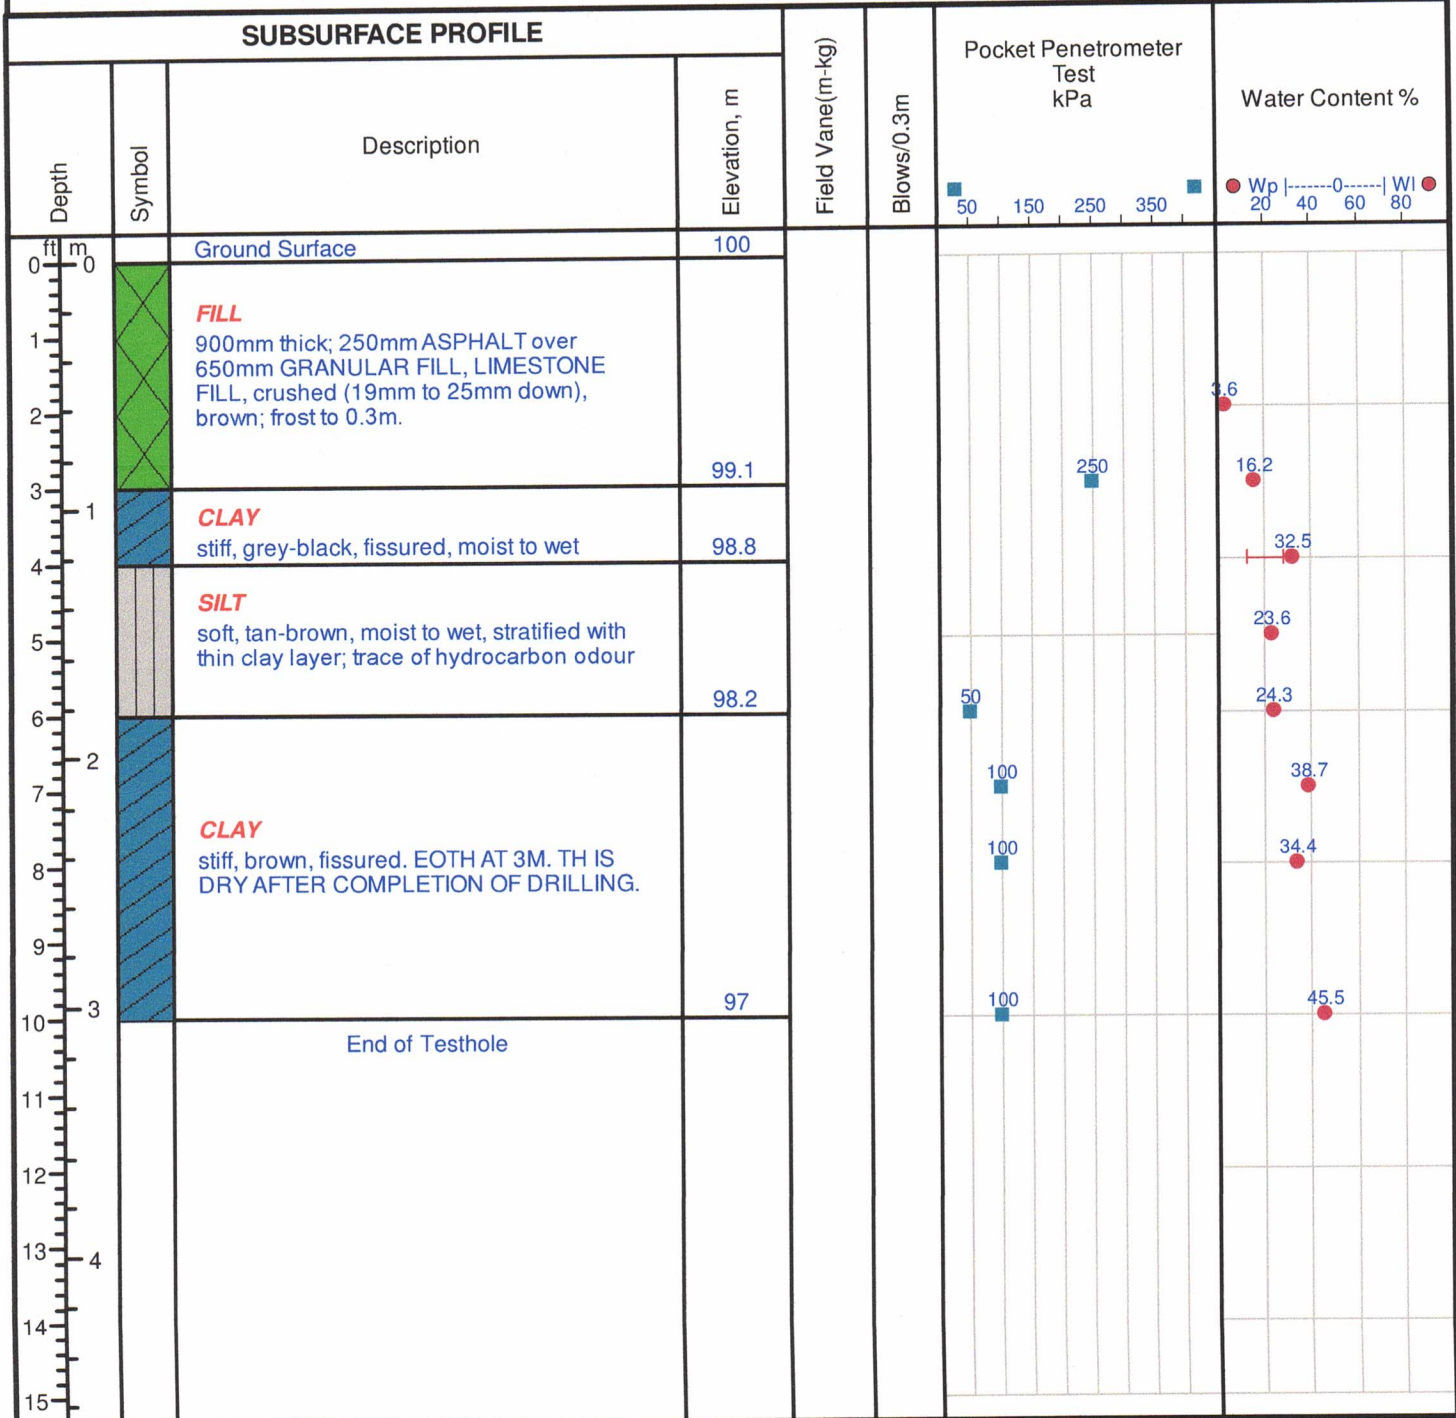 SUBSURFACE PROFILE
Depth
Symbol
Description
Elevation, m
Field Vane(m-kg)
Blows/0.3m
Pocket Penetrometer
Test
kPa
50 150 250 350
Water Content %
Wp |-------0------| Wl
20 40 60 80
ft m
Ground Surface
100
0 0
FILL
900mm thick; 250mm ASPHALT over
650mm GRANULAR FILL, LIMESTONE
FILL, crushed (19mm to 25mm down),
brown; frost to 0.3m.
99.1
CLAY
stiff, grey-black, fissured, moist to wet
98.8
SILT
soft, tan-brown, moist to wet, stratified with
thin clay layer; trace of hydrocarbon odour
98.2
CLAY
stiff, brown, fissured. EOTH AT 3M. TH IS
DRY AFTER COMPLETION OF DRILLING.
97
End of Testhole
1
2
3
1
4
5
6
2
7
8
9
3
10
11
12
13
4
14
15
250
50
100
100
100
3.6
16.2
32.5
23.6
24.3
38.7
34.4
45.5